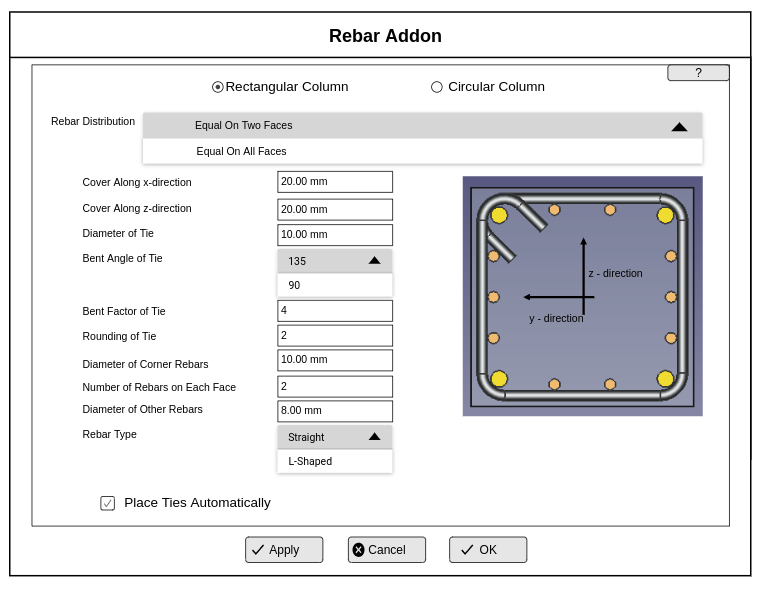 Rebar Addon
?
Rectangular Column
Circular Column
Rebar Distribution
Equal On Two Faces
Equal On All Faces
Cover Along x-direction
20.00 mm
Cover Along z-direction
20.00 mm
Diameter of Tie
10.00 mm
Bent Angle of Tie
135
90
Bent Factor of Tie
4
Rounding of Tie
2
Diameter of Corner Rebars
10.00 mm
Number of Rebars on Each Face
2
Diameter of Other Rebars
8.00 mm
Rebar Type
Straight
L-Shaped
z - direction
y - direction
Place Ties Automatically
Apply
Cancel
OK